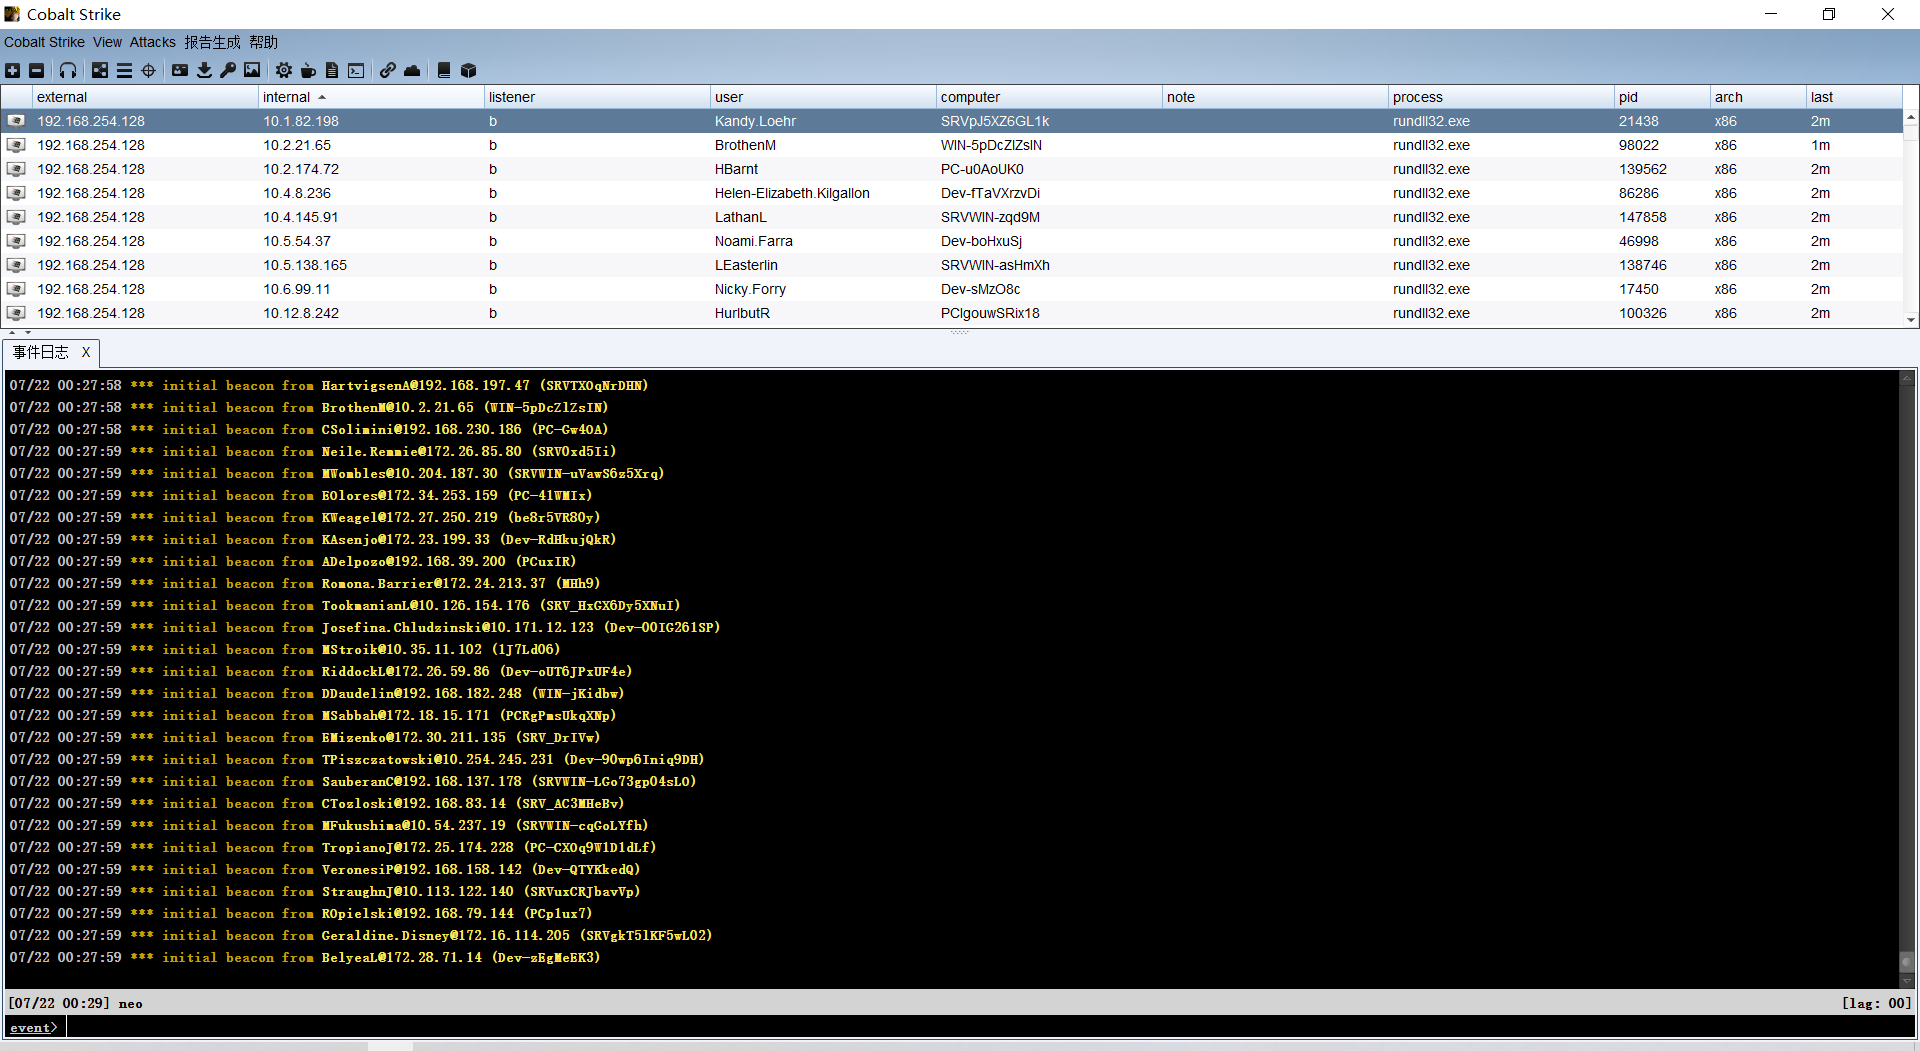 Cobalt Strike
Cobalt Strike View Attacks 报告生成 帮助
external internal listener user computer note process pid arch last
192.168.254.128 10.1.82.198 b Kandy.Loehr SRVpJ5XZ6GL1k rundll32.exe 21438 x86 2m
192.168.254.128 10.2.21.65 b BrothenM WIN-5pDcZlZsIN rundll32.exe 98022 x86 1m
192.168.254.128 10.2.174.72 b HBarnt PC-u0AoUK0 rundll32.exe 139562 x86 2m
192.168.254.128 10.4.8.236 b Helen-Elizabeth.Kilgallon Dev-fTaVXrzvDi rundll32.exe 86286 x86 2m
192.168.254.128 10.4.145.91 b LathanL SRVWIN-zqd9M rundll32.exe 147858 x86 2m
192.168.254.128 10.5.54.37 b Noami.Farra Dev-boHxuSj rundll32.exe 46998 x86 2m
192.168.254.128 10.5.138.165 b LEasterlin SRVWIN-asHmXh rundll32.exe 138746 x86 2m
192.168.254.128 10.6.99.11 b Nicky.Forry Dev-sMzO8c rundll32.exe 17450 x86 2m
192.168.254.128 10.12.8.242 b HurlbutR PCIgouwSRix18 rundll32.exe 100326 x86 2m
事件日志 X
07/22 00:27:58 *** initial beacon from HartvigsenA@192.168.197.47 (SRVTXOqNrDHN)
07/22 00:27:58 *** initial beacon from BrothenM@10.2.21.65 (WIN-5pDcZlZsIN)
07/22 00:27:58 *** initial beacon from CSolimini@192.168.230.186 (PC-Gw4OA)
07/22 00:27:59 *** initial beacon from Neile.Remmie@172.26.85.80 (SRVOxd5Ii)
07/22 00:27:59 *** initial beacon from MWombles@10.204.187.30 (SRVWIN-uVawS6z5Xrq)
07/22 00:27:59 *** initial beacon from EOlores@172.34.253.159 (PC-41WMIx)
07/22 00:27:59 *** initial beacon from KWeagel@172.27.250.219 (be8r5VR8Oy)
07/22 00:27:59 *** initial beacon from KAsenjo@172.23.199.33 (Dev-RdHkujQkR)
07/22 00:27:59 *** initial beacon from ADelpozo@192.168.39.200 (PCuxIR)
07/22 00:27:59 *** initial beacon from Romona.Barrier@172.24.213.37 (MHh9)
07/22 00:27:59 *** initial beacon from TookmanianL@10.126.154.176 (SRV_HxGX6Dy5XNuI)
07/22 00:27:59 *** initial beacon from Josefina.Chludzinski@10.171.12.123 (Dev-OOIG261SP)
07/22 00:27:59 *** initial beacon from MStroik@10.35.11.102 (1J7LdO6)
07/22 00:27:59 *** initial beacon from RiddockL@172.26.59.86 (Dev-oUT6JPxUF4e)
07/22 00:27:59 *** initial beacon from DDaudelin@192.168.182.248 (WIN-jKidbw)
07/22 00:27:59 *** initial beacon from MSabbah@172.18.15.171 (PCRgPmsUkqXNp)
07/22 00:27:59 *** initial beacon from EMizenko@172.30.211.135 (SRV_DrIVw)
07/22 00:27:59 *** initial beacon from TPiszczatowski@10.254.245.231 (Dev-9Owp6Iniq9DH)
07/22 00:27:59 *** initial beacon from SauberanC@192.168.137.178 (SRVWIN-LGo73gpO4sLO)
07/22 00:27:59 *** initial beacon from CTozloski@192.168.83.14 (SRV_AC3MHeBv)
07/22 00:27:59 *** initial beacon from MFukushima@10.54.237.19 (SRVWIN-cqGoLYfh)
07/22 00:27:59 *** initial beacon from TropianoJ@172.25.174.228 (PC-CXOq9W1D1dLf)
07/22 00:27:59 *** initial beacon from VeronesiP@192.168.158.142 (Dev-QTYKkedQ)
07/22 00:27:59 *** initial beacon from StraughnJ@10.113.122.140 (SRVuxCRJbavVp)
07/22 00:27:59 *** initial beacon from ROpielski@192.168.79.144 (PCp1ux7)
07/22 00:27:59 *** initial beacon from Geraldine.Disney@172.16.114.205 (SRVgkT5lKF5wLO2)
07/22 00:27:59 *** initial beacon from BelyeaL@172.28.71.14 (Dev-zEgMeEK3)
[07/22 00:29] neo [lag: 00]
event>